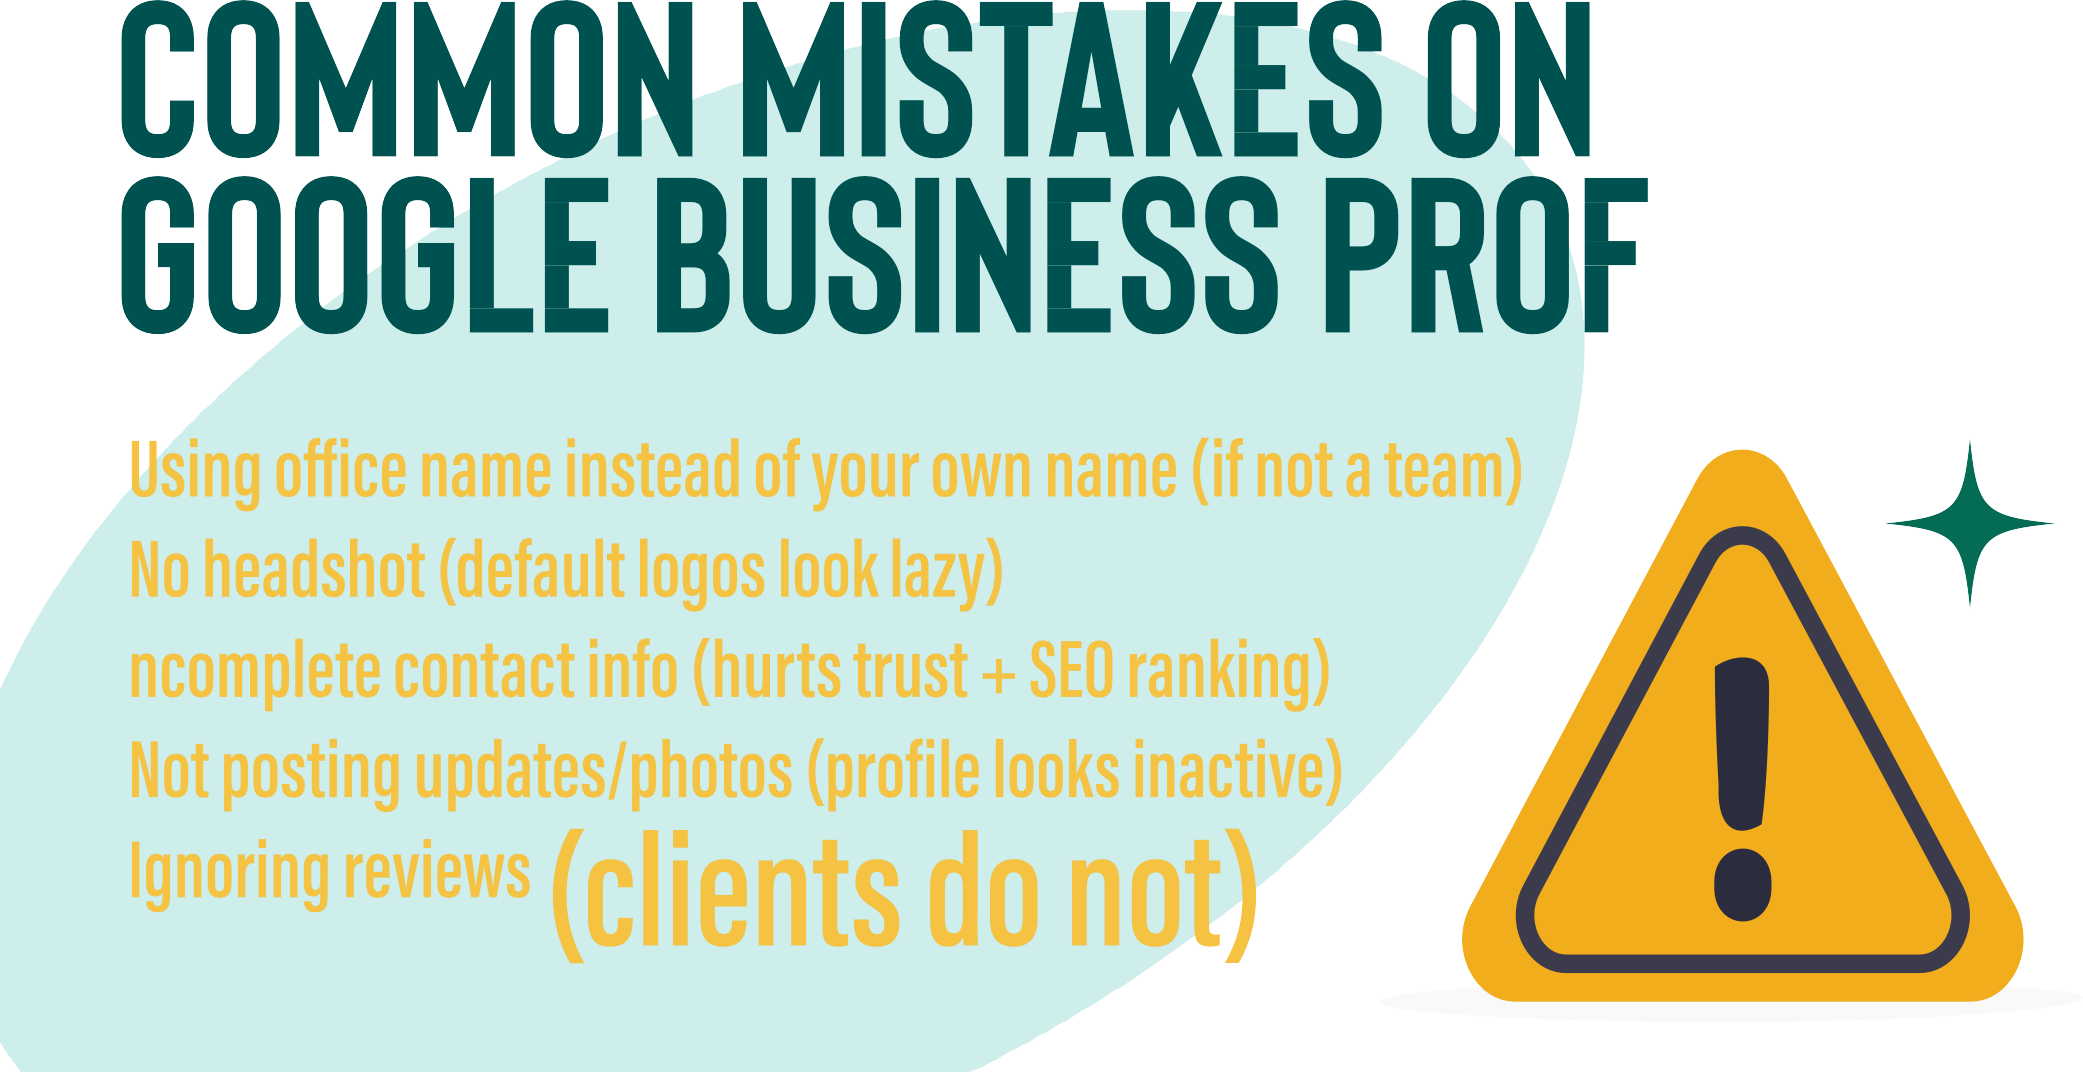 COMMON MISTAKES ON
GOOGLE BUSINESS PROF
Using office name instead of your own name (if not a team)
No headshot (default logos look lazy)
ncomplete contact info (hurts trust + SEO ranking)
Not posting updates/photos (profile looks inactive)
Ignoring reviews (clients do not)